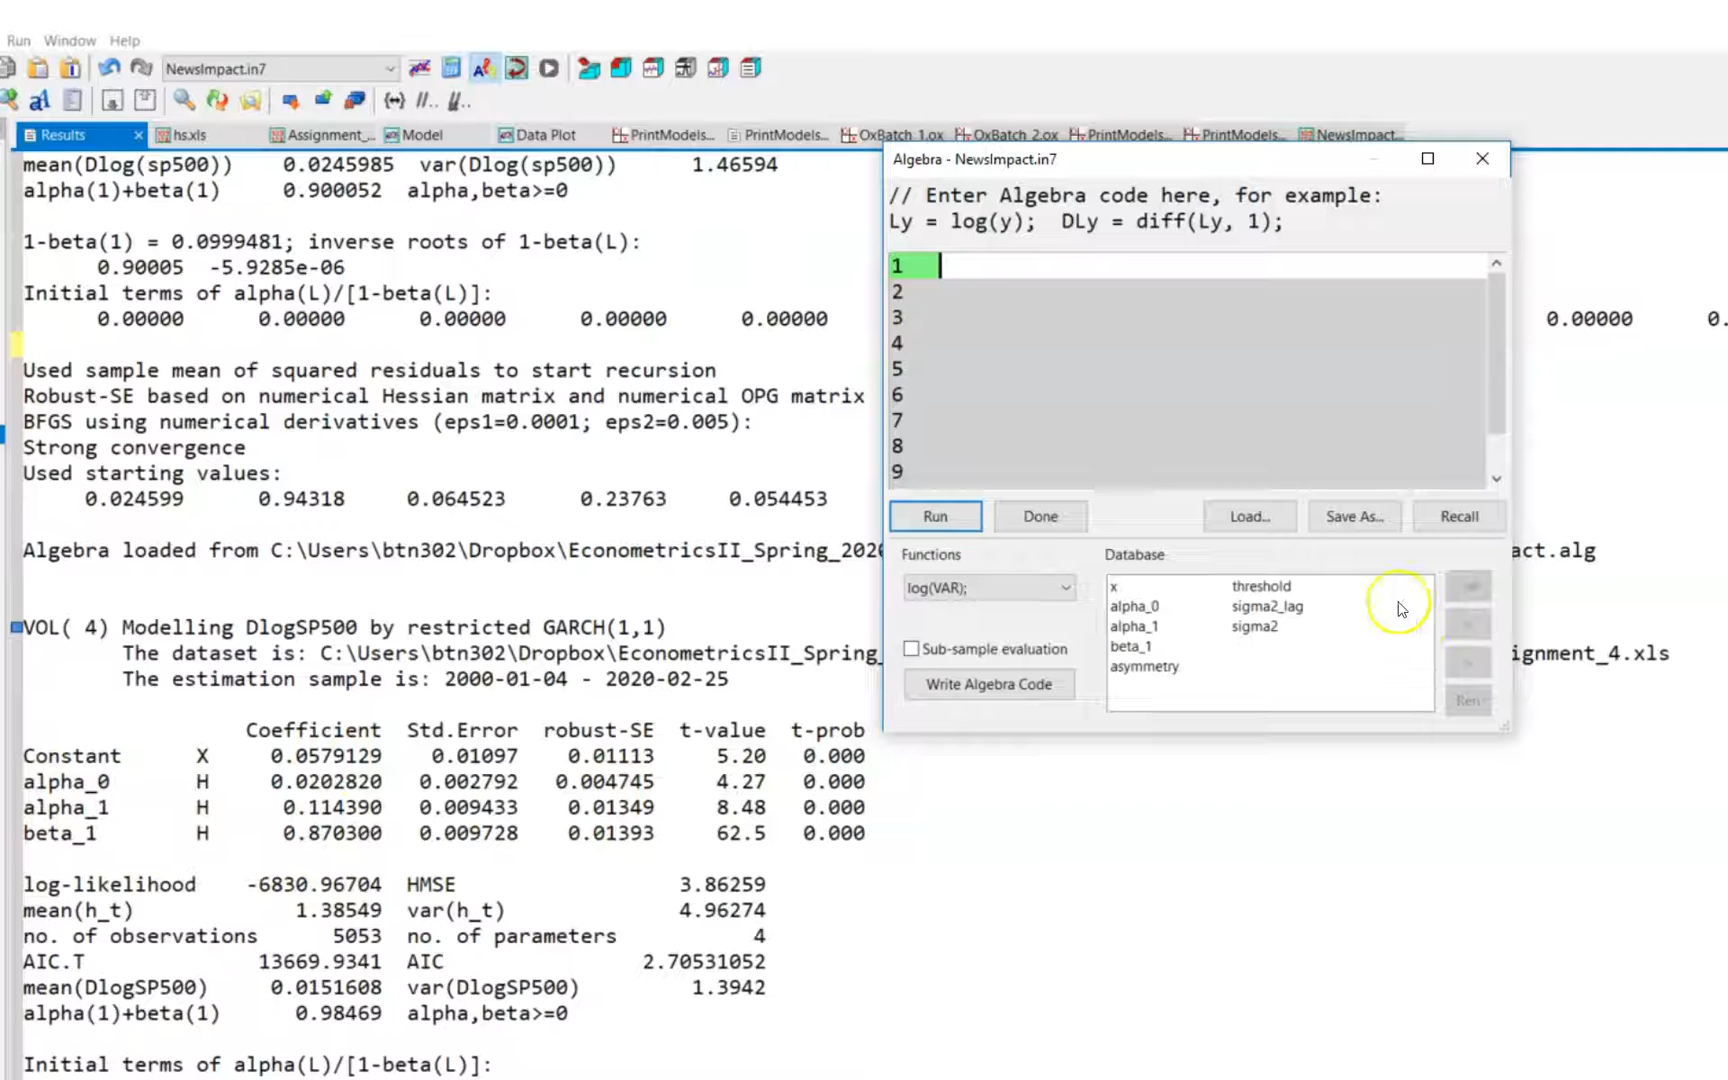 Run Window Help
NewsImpact.in7
Results hs.xls Assignment_... Model Data Plot PrintModels... PrintModels... OxBatch_1.ox OxBatch_2.ox PrintModels... PrintModels... NewsImpact...
mean(Dlog(sp500)) 0.0245985 var(Dlog(sp500)) 1.46594
alpha(1)+beta(1) 0.900052 alpha,beta>=0
1-beta(1) = 0.0999481; inverse roots of 1-beta(L):
0.90005 -5.9285e-06
Initial terms of alpha(L)/[1-beta(L)]:
0.00000 0.00000 0.00000 0.00000 0.00000 0.00000 0.
Used sample mean of squared residuals to start recursion
Robust-SE based on numerical Hessian matrix and numerical OPG matrix
BFGS using numerical derivatives (eps1=0.0001; eps2=0.005):
Strong convergence
Used starting values:
0.024599 0.94318 0.064523 0.23763 0.054453
Algebra loaded from C:\Users\btn302\Dropbox\EconometricsII_Spring_202 act.alg
VOL( 4) Modelling DlogSP500 by restricted GARCH(1,1)
The dataset is: C:\Users\btn302\Dropbox\EconometricsII_Spring_ ignment_4.xls
The estimation sample is: 2000-01-04 - 2020-02-25
Coefficient Std.Error robust-SE t-value t-prob
Constant X 0.0579129 0.01097 0.01113 5.20 0.000
alpha_0 H 0.0202820 0.002792 0.004745 4.27 0.000
alpha_1 H 0.114390 0.009433 0.01349 8.48 0.000
beta_1 H 0.870300 0.009728 0.01393 62.5 0.000
log-likelihood -6830.96704 HMSE 3.86259
mean(h_t) 1.38549 var(h_t) 4.96274
no. of observations 5053 no. of parameters 4
AIC.T 13669.9341 AIC 2.70531052
mean(DlogSP500) 0.0151608 var(DlogSP500) 1.3942
alpha(1)+beta(1) 0.98469 alpha,beta>=0
Initial terms of alpha(L)/[1-beta(L)]:
Algebra - NewsImpact.in7
// Enter Algebra code here, for example:
Ly = log(y); DLy = diff(Ly, 1);
1
2
3
4
5
6
7
8
9
Run Done Load... Save As... Recall
Functions Database
log(VAR);
Sub-sample evaluation
Write Algebra Code
x threshold
alpha_0 sigma2_lag
alpha_1 sigma2
beta_1
asymmetry
Ren